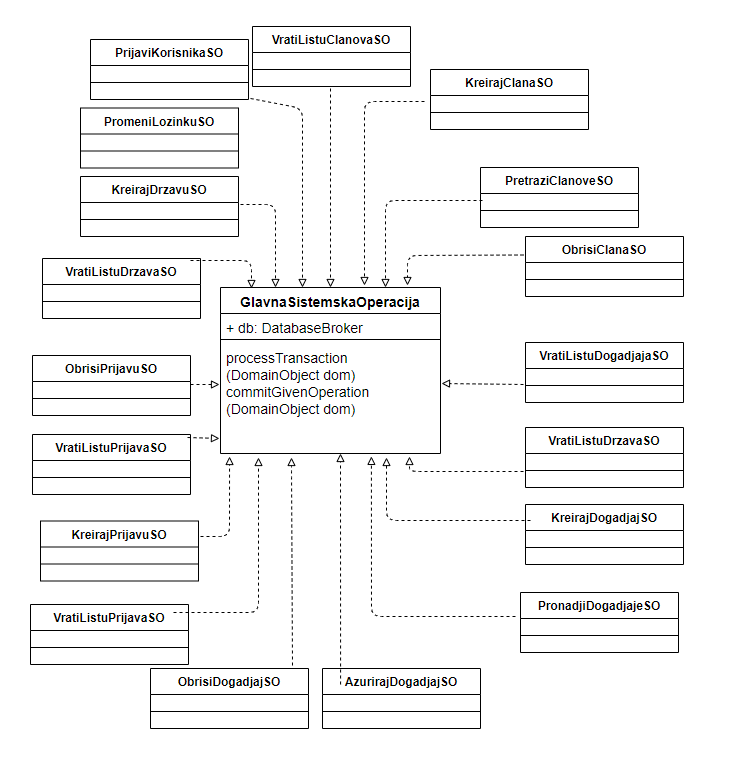 VratiListuClanovaSO
PrijaviKorisnikaSO
KreirajClanaSO
PromeniLozinkuSO
KreirajDrzavuSO
PretraziClanoveSO
ObrisiClanaSO
VratiListuDrzavaSO
GlavnaSistemskaOperacija
+ db: DatabaseBroker
processTransaction
(DomainObject dom)
commitGivenOperation
(DomainObject dom)
ObrisiPrijavuSO
VratiListuDogadjajaSO
VratiListuPrijavaSO
VratiListuDrzavaSO
KreirajPrijavuSO
KreirajDogadjajSO
VratiListuPrijavaSO
PronadjiDogadjajeSO
ObrisiDogadjajSO
AzurirajDogadjajSO